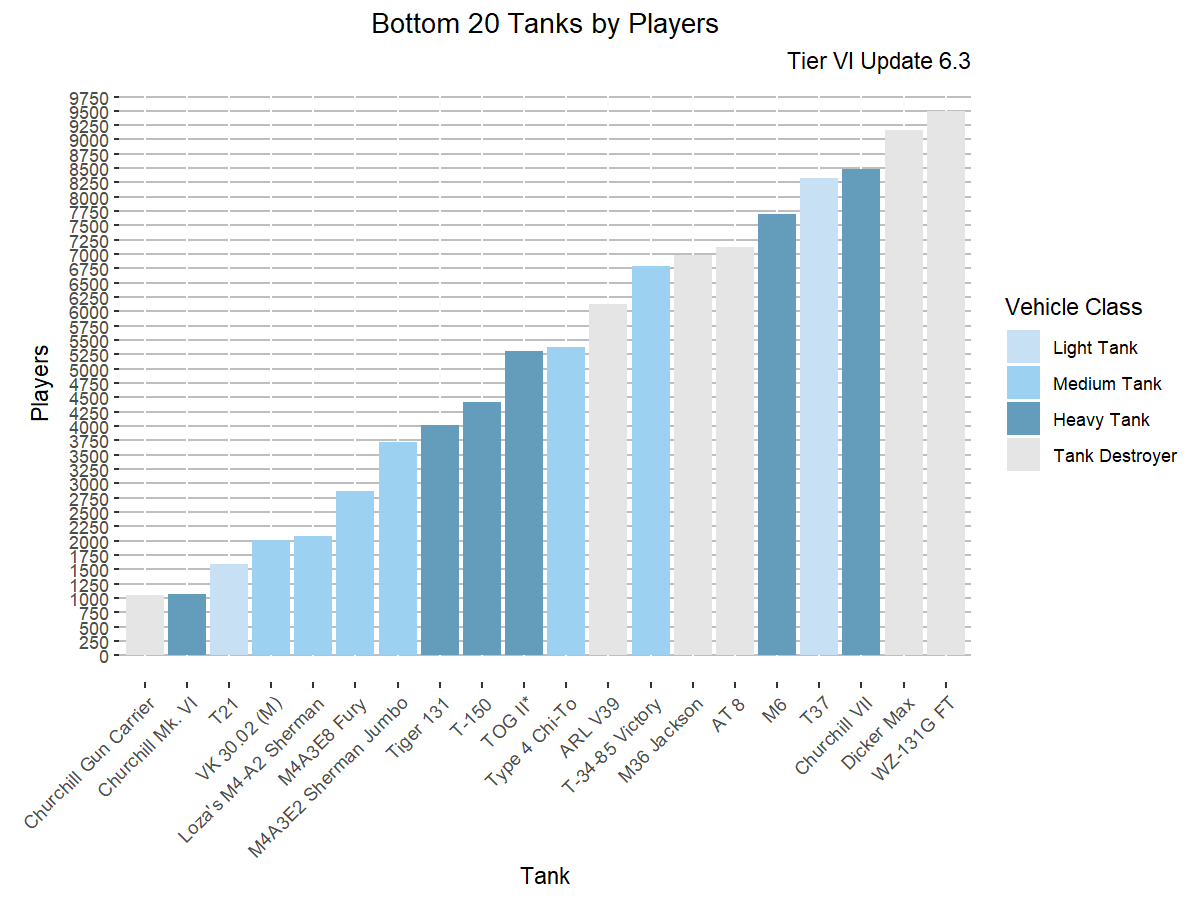 Bottom 20 Tanks by Players
Tier VI Update 6.3
9750
9500
9250
9000
8750
8500
8250
8000
7750
7500
7250
7000
6750
6500
6250
6000
5750
5500
5250
5000
4750
4500
4250
4000
3750
3500
3250
3000
2750
2500
2250
2000
1750
1500
1250
1000
750
500
250
0
Players
Churchill Gun Carrier
Churchill Mk. VI
T21
VK 30.02 (M)
Loza's M4-A2 Sherman
M4A3E8 Fury
M4A3E2 Sherman Jumbo
Tiger 131
T-150
TOG II*
Type 4 Chi-To
ARL V39
T-34-85 Victory
M36 Jackson
AT 8
M6
T37
Churchill VII
Dicker Max
WZ-131G FT
Tank
Vehicle Class
Light Tank
Medium Tank
Heavy Tank
Tank Destroyer